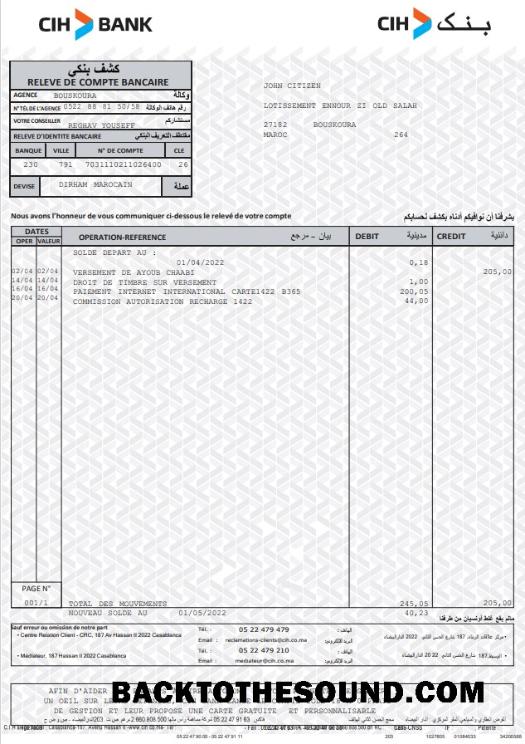 CIH BANK
CIH بـنـك
كشف بنكي
RELEVE DE COMPTE BANCAIRE
AGENCE BOUSKOURA وكالة
N° TEL DE L'AGENCE 0522 88 81 50/58 رقم هاتف الوكالة
VOTRE CONSEILLER REGHAV YOUSEFF مستشاركم
RELEVE D'IDENTITE BANCAIRE مقتطف التعريف البنكي
BANQUE VILLE N° DE COMPTE CLE
230 791 7031110211026400 26
DEVISE DIRHAM MAROCAIN عملة
JOHN CITIZEN
LOTISSEMENT ENNOUR ZI OLD SALAH
27182 BOUSKOURA
MAROC 264
Nous avons l'honneur de vous communiquer ci-dessous le relevé de votre compte
يشرفنا أن نوافيكم أدناه بكشف لحسابكم
DATES
OPER VALEUR OPERATION-REFERENCE بيان - مرجع DEBIT مدينية CREDIT دائنية
SOLDE DEPART AU :
01/04/2022 0,18
02/04 02/04 VERSEMENT DE AYOUB CHAABI 205,00
14/04 14/04 DROIT DE TIMBRE SUR VERSEMENT 1,00
16/04 16/04 PAIEMENT INTERNET INTERNATIONAL CARTE1422 B365 200,05
20/04 20/04 COMMISSION AUTORISATION RECHARGE 1422 44,00
PAGE N°
001/1 TOTAL DES MOUVEMENTS 245,05 205,00
NOUVEAU SOLDE AU 01/05/2022 40,23
Sauf erreur ou omission de notre part
مالم يقع غلط أونسيان من طرفنا
• Centre Relation Client - CRC, 187 Av Hassan II 2022 Casablanca
Tél. : 05 22 479 479 الهاتف :
Email : reclamations-clients@cih.co.ma البريد الالكتروني:
• Médiateur, 187 Hassan II 2022 Casablanca
Tél. : 05 22 479 210 الهاتف :
Email : mediateur@cih.co.ma البريد الالكتروني:
AFIN D'AIDER
BACKTOTHESOUND.COM
UN OEIL SUR
DE GESTION ET LEUR PROPOSE UNE CARTE GRATUITE ET PERSONNALISABLE